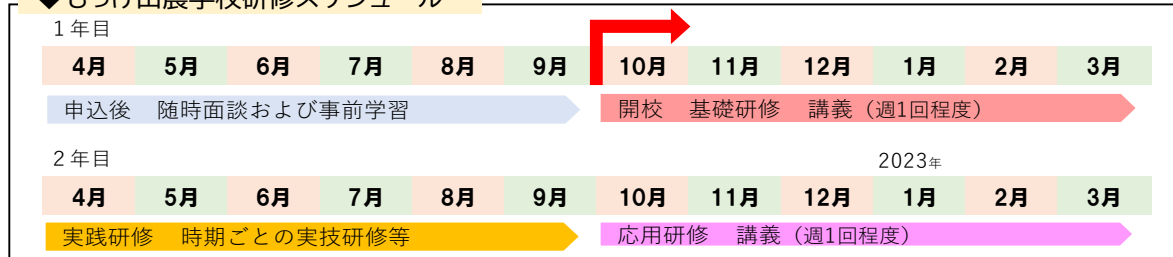 １年目
4月 5月 6月 7月 8月 9月 10月 11月 12月 1月 2月 3月
申込後 随時面談および事前学習 開校 基礎研修 講義（週1回程度）
２年目 2023年
4月 5月 6月 7月 8月 9月 10月 11月 12月 1月 2月 3月
実践研修 時期ごとの実技研修等 応用研修 講義（週1回程度）